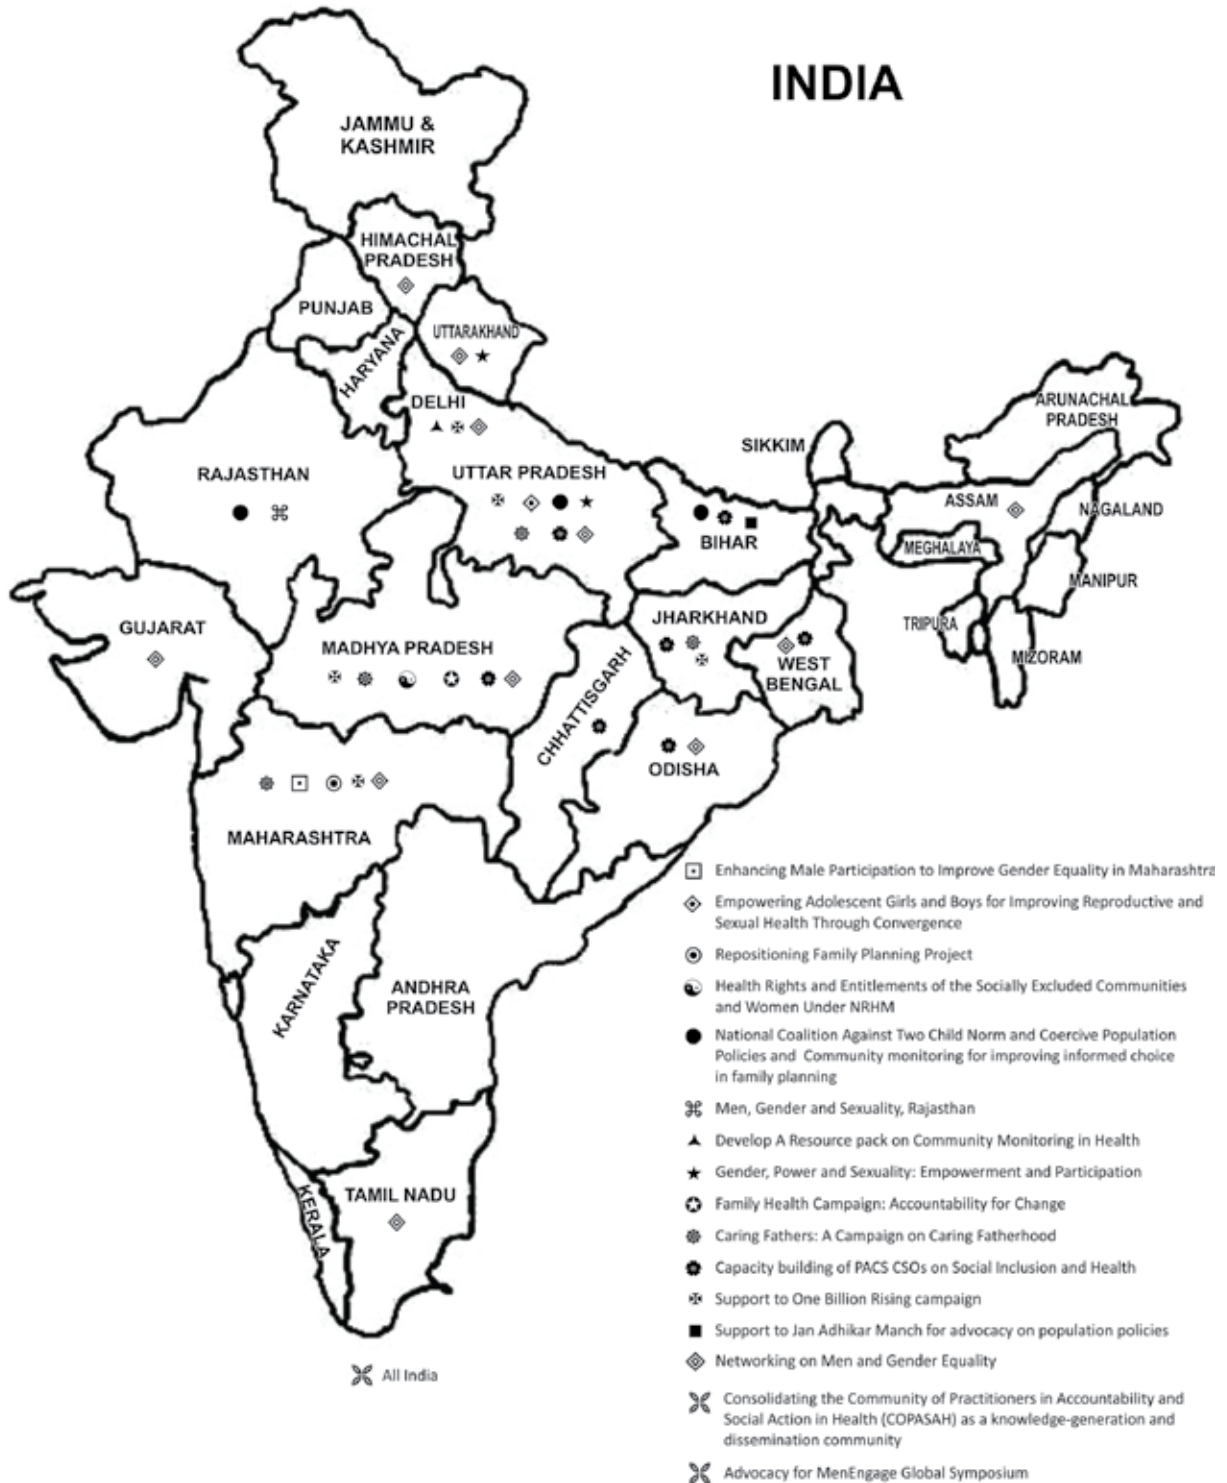 INDIA
JAMMU &
KASHMIR
HIMACHAL
PRADESH
PUNJAB
UTTARAKHAND
HARYANA
DELHI
ARUNACHAL
PRADESH
SIKKIM
RAJASTHAN
UTTAR PRADESH
ASSAM
NAGALAND
BIHAR
MEGHALAYA
MANIPUR
GUJARAT
MADHYA PRADESH
JHARKHAND
TRIPURA
MIZORAM
WEST
BENGAL
CHHATTISGARH
ODISHA
MAHARASHTRA
KARNATAKA
ANDHRA
PRADESH
KERALA
TAMIL NADU
All India
Enhancing Male Participation to Improve Gender Equality in Maharashtra
Empowering Adolescent Girls and Boys for Improving Reproductive and
Sexual Health Through Convergence
Repositioning Family Planning Project
Health Rights and Entitlements of the Socially Excluded Communities
and Women Under NRHM
National Coalition Against Two Child Norm and Coercive Population
Policies and Community monitoring for improving informed choice
in family planning
Men, Gender and Sexuality, Rajasthan
Develop A Resource pack on Community Monitoring in Health
Gender, Power and Sexuality: Empowerment and Participation
Family Health Campaign: Accountability for Change
Caring Fathers: A Campaign on Caring Fatherhood
Capacity building of PACS CSOs on Social Inclusion and Health
Support to One Billion Rising campaign
Support to Jan Adhikar Manch for advocacy on population policies
Networking on Men and Gender Equality
Consolidating the Community of Practitioners in Accountability and
Social Action in Health (COPASAH) as a knowledge-generation and
dissemination community
Advocacy for MenEngage Global Symposium